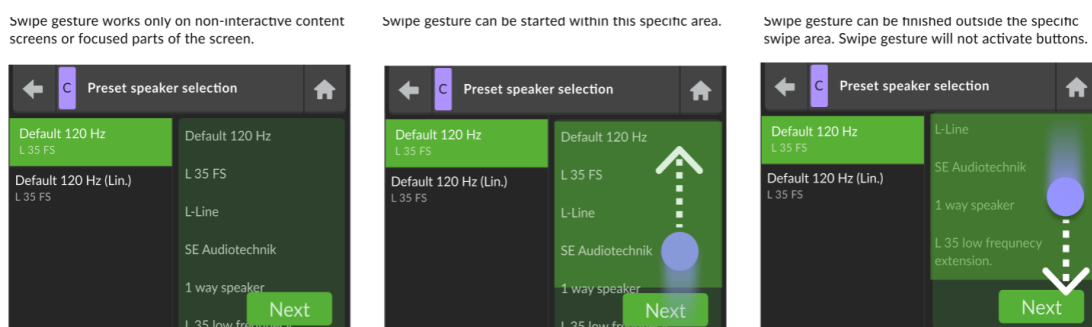 Swipe gesture works only on non-interactive content
screens or focused parts of the screen.
C Preset speaker selection
Default 120 Hz
L 35 FS
Default 120 Hz (Lin.)
L 35 FS
Default 120 Hz
L 35 FS
L-Line
SE Audiotechnik
1 way speaker
L 35 low
Next
Swipe gesture can be started within this specific area.
C Preset speaker selection
Default 120 Hz
L 35 FS
Default 120 Hz (Lin.)
L 35 FS
Default 120 Hz
L 35 FS
L-Line
SE Audiotechnik
1 way speaker
L 35 low
Next
Swipe gesture can be finished outside the specific
swipe area. Swipe gesture will not activate buttons.
C Preset speaker selection
Default 120 Hz
L 35 FS
Default 120 Hz (Lin.)
L 35 FS
L-Line
SE Audiotechnik
1 way speaker
L 35 low frequnecy
extension.
Next